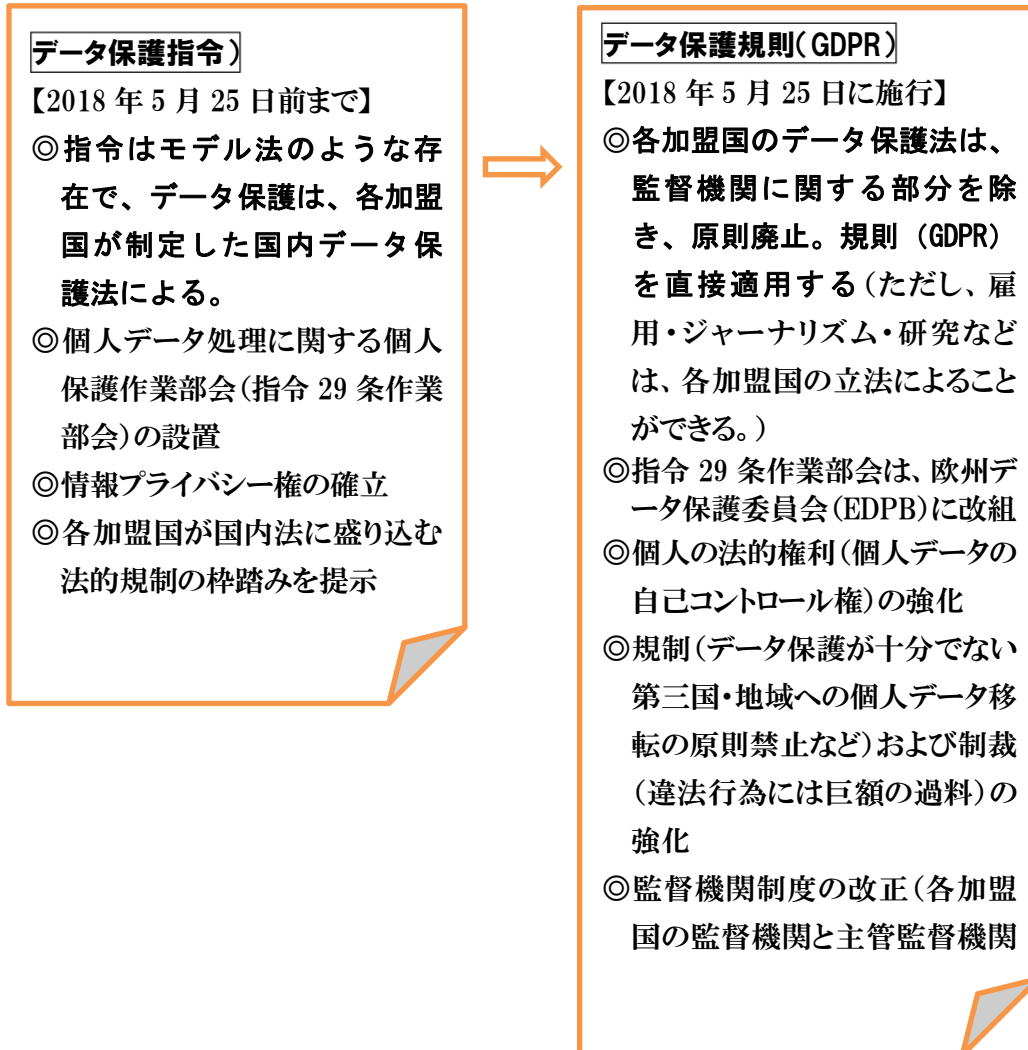 データ保護指令)
【2018 年 5 月 25 日前まで】
◎指令はモデル法のような存
在で、データ保護は、各加盟
国が制定した国内データ保
護法による。
◎個人データ処理に関する個人
保護作業部会(指令 29 条作業
部会)の設置
◎情報プライバシー権の確立
◎各加盟国が国内法に盛り込む
法的規制の枠踏みを提示
データ保護規則(GDPR)
【2018 年 5 月 25 日に施行】
◎各加盟国のデータ保護法は、
監督機関に関する部分を除
き、原則廃止。規則(GDPR)
を直接適用する(ただし、雇
用・ジャーナリズム・研究など
は、各加盟国の立法によること
ができる。)
◎指令 29 条作業部会は、欧州デ
ータ保護委員会(EDPB)に改組
◎個人の法的権利(個人データの
自己コントロール権)の強化
◎規制(データ保護が十分でない
第三国・地域への個人データ移
転の原則禁止など)および制裁
(違法行為には巨額の過料)の
強化
◎監督機関制度の改正(各加盟
国の監督機関と主管監督機関